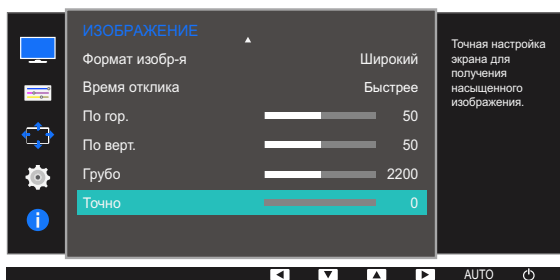 ИЗОБРАЖЕНИЕ
Формат изобр-я Широкий
Время отклика Быстрее
По гор. 50
По верт. 50
Грубо 2200
Точно 0
Точная настройка
экрана для
получения
насыщенного
изображения.
AUTO